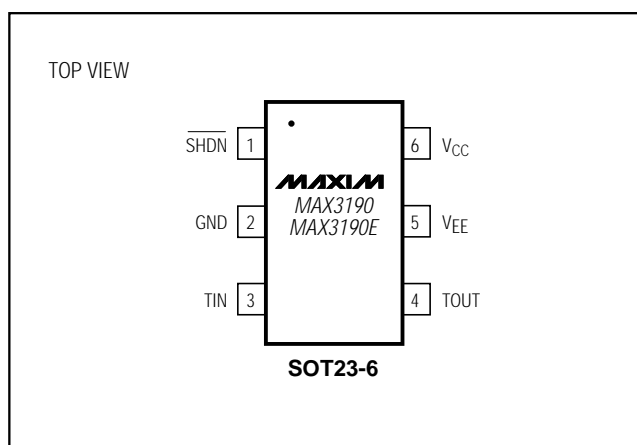 TOP VIEW
SHDN 1
6 VCC
MAXIM
MAX3190
MAX3190E
GND 2
5 VEE
TIN 3
4 TOUT
SOT23-6